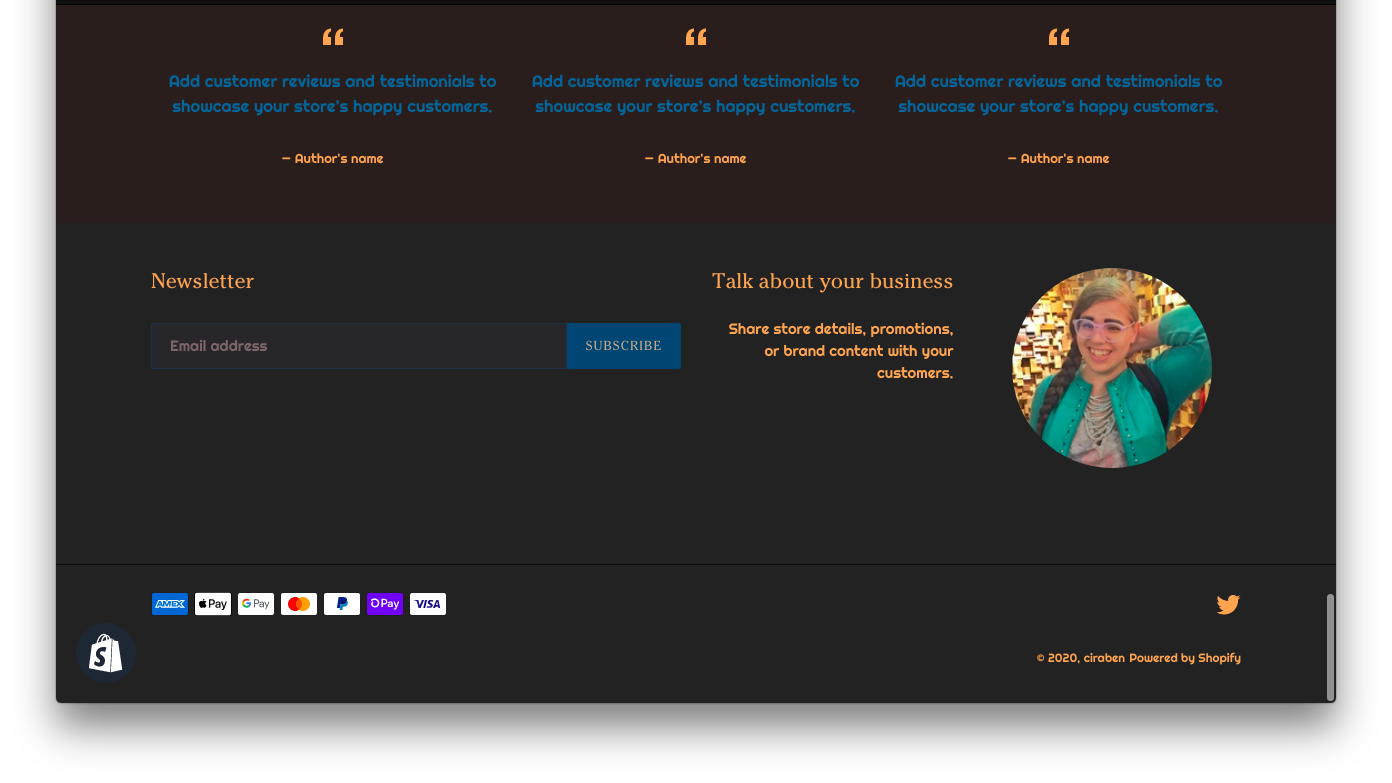 Add customer reviews and testimonials to
showcase your store's happy customers.
– Author's name
Add customer reviews and testimonials to
showcase your store's happy customers.
– Author's name
Add customer reviews and testimonials to
showcase your store's happy customers.
– Author's name
Newsletter
Email address
SUBSCRIBE
Talk about your business
Share store details, promotions,
or brand content with your
customers.
AMEX
Pay
G Pay
P
Pay
VISA
S
© 2020, ciraben Powered by Shopify